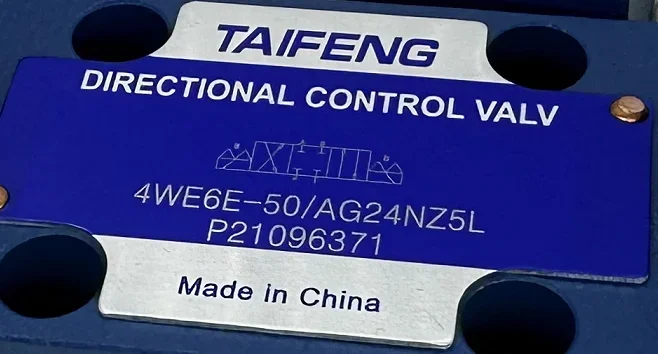 TAIFENG
DIRECTIONAL CONTROL VALV
4WE6E-50/AG24NZ5L
P21096371
Made in China